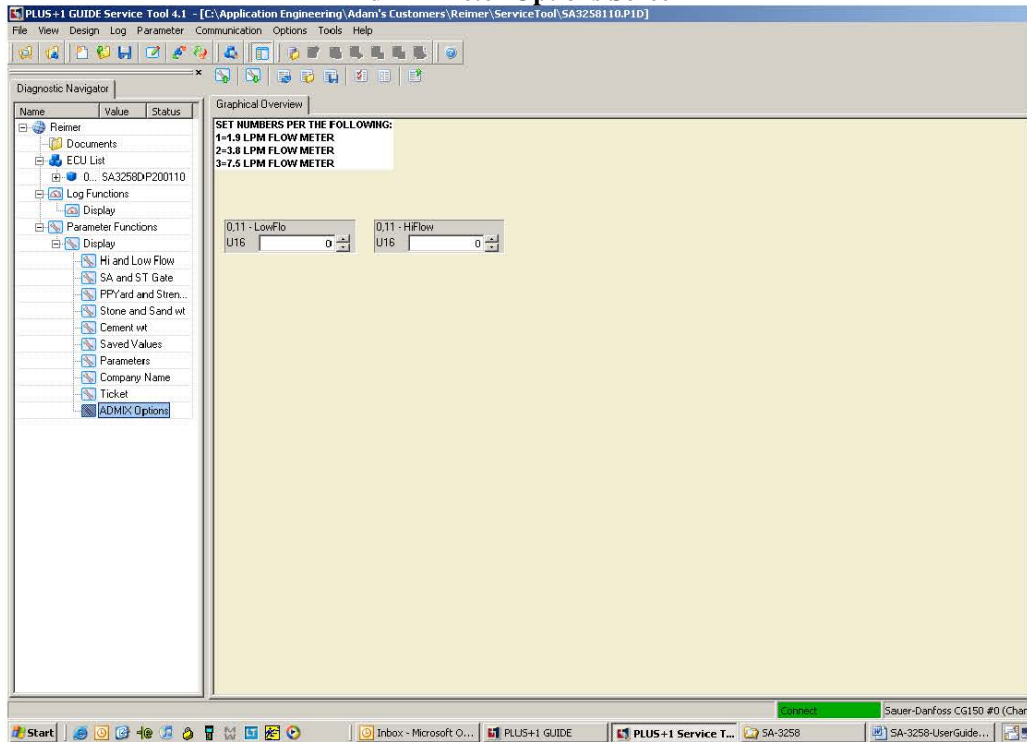 PLUS+1 GUIDE Service Tool 4.1 - [C:\Application Engineering\Adam's Customers\Reimer\ServiceTool\SA3258110.P1D]
File View Design Log Parameter Communication Options Tools Help
Diagnostic Navigator
Name Value Status
Reimer
Documents
ECU List
0... SA3258DP200110
Log Functions
Display
Parameter Functions
Display
Hi and Low Flow
SA and ST Gate
PPYard and Stren...
Stone and Sand wt
Cement wt
Saved Values
Parameters
Company Name
Ticket
ADMIX Options
Graphical Overview
SET NUMBERS PER THE FOLLOWING:
1=1.9 LPM FLOW METER
2=3.8 LPM FLOW METER
3=7.5 LPM FLOW METER
0,11 - LowFlo
U16 0
0,11 - HiFlow
U16 0
Connect
Sauer-Danfoss CG150 #0 (Char
Start
Inbox - Microsoft O...
PLUS+1 GUIDE
PLUS+1 Service T...
SA-3258
SA-3258-UserGuide...